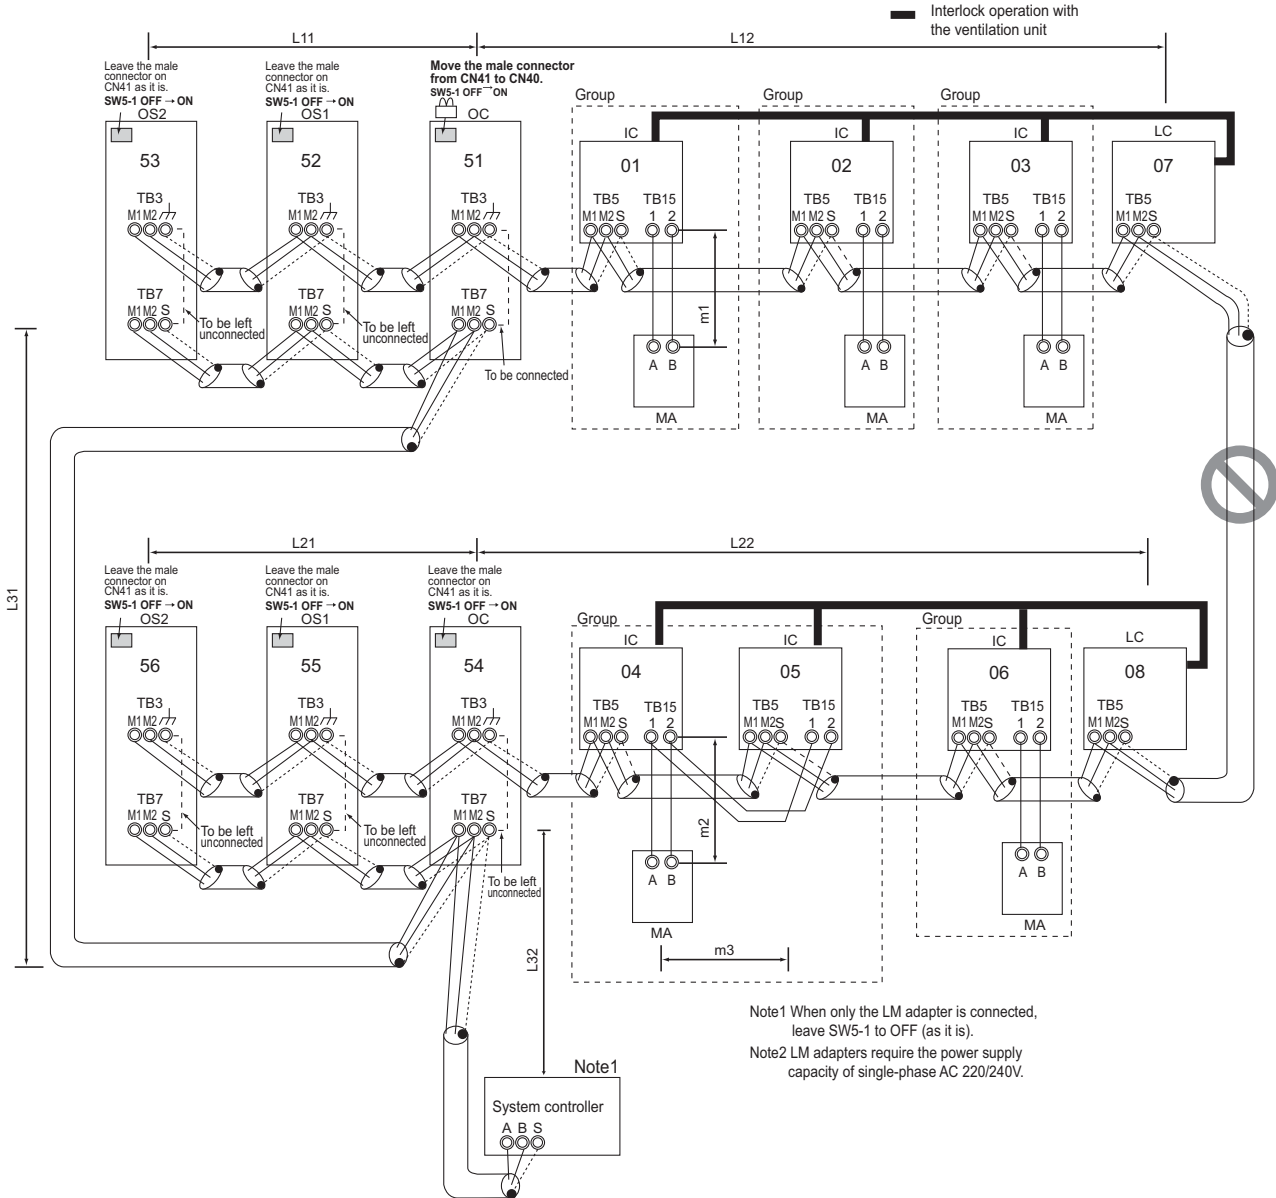 Interlock operation with
the ventilation unit
L11
L12
Leave the male
connector on
CN41 as it is.
SW5-1 OFF → ON
OS2
Leave the male
connector on
CN41 as it is.
SW5-1 OFF → ON
OS1
Move the male connector
from CN41 to CN40.
SW5-1 OFF → ON
OC
Group
Group
Group
IC
IC
IC
LC
53
52
51
01
02
03
07
TB3
TB3
TB3
TB5 TB15
TB5 TB15
TB5 TB15
TB5
M1 M2
M1 M2
M1 M2
M1 M2 S 1 2
M1 M2 S 1 2
M1 M2 S 1 2
M1 M2 S
TB7
TB7
TB7
M1 M2 S
M1 M2 S
M1 M2 S
To be left
unconnected
To be left
unconnected
To be connected
m1
A B
A B
A B
MA
MA
MA
L31
L21
L22
Leave the male
connector on
CN41 as it is.
SW5-1 OFF → ON
OS2
Leave the male
connector on
CN41 as it is.
SW5-1 OFF → ON
OS1
Leave the male
connector on
CN41 as it is.
SW5-1 OFF → ON
OC
Group
Group
IC
IC
IC
LC
56
55
54
04
05
06
08
TB3
TB3
TB3
TB5 TB15
TB5 TB15
TB5 TB15
TB5
M1 M2
M1 M2
M1 M2
M1 M2 S 1 2
M1 M2 S 1 2
M1 M2 S 1 2
M1 M2 S
TB7
TB7
TB7
M1 M2 S
M1 M2 S
M1 M2 S
To be left
unconnected
To be left
unconnected
To be left
unconnected
m2
A B
A B
MA
MA
m3
L32
Note1 When only the LM adapter is connected,
leave SW5-1 to OFF (as it is).
Note2 LM adapters require the power supply
capacity of single-phase AC 220/240V.
Note1
System controller
A B S